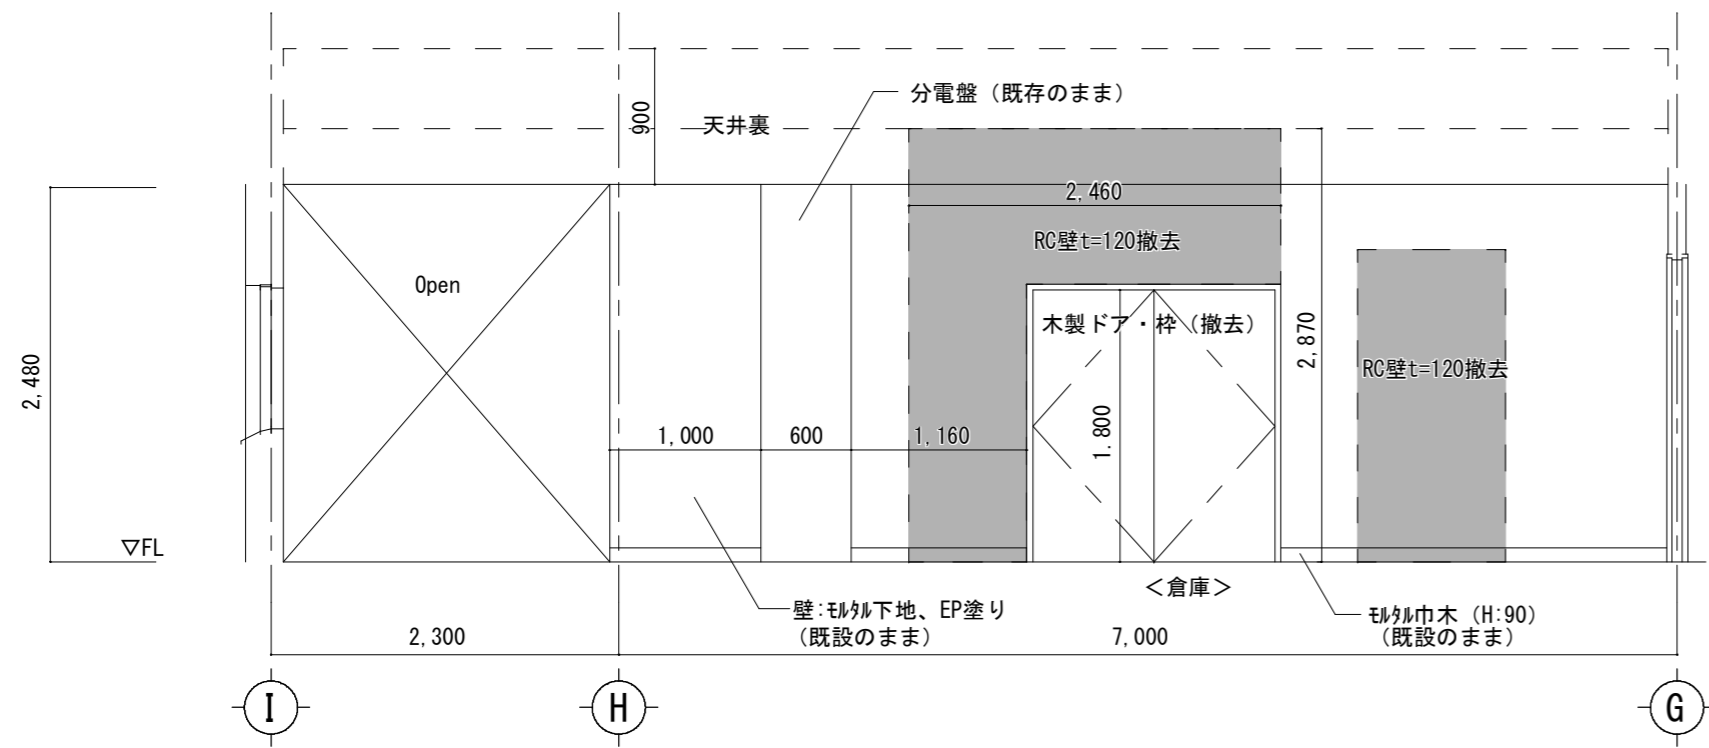 分電盤（既存のまま）
900
天井裏
2,460
RC壁t=120撤去
Open
木製ドア・枠（撤去）
2,480
2,870
RC壁t=120撤去
1,000
600
1,160
1.800
▽FL
＜倉庫＞
壁:ﾓﾙﾀﾙ下地、EP塗り
（既設のまま）
ﾓﾙﾀﾙ巾木（H:90）
（既設のまま）
2,300
7,000
I
H
G